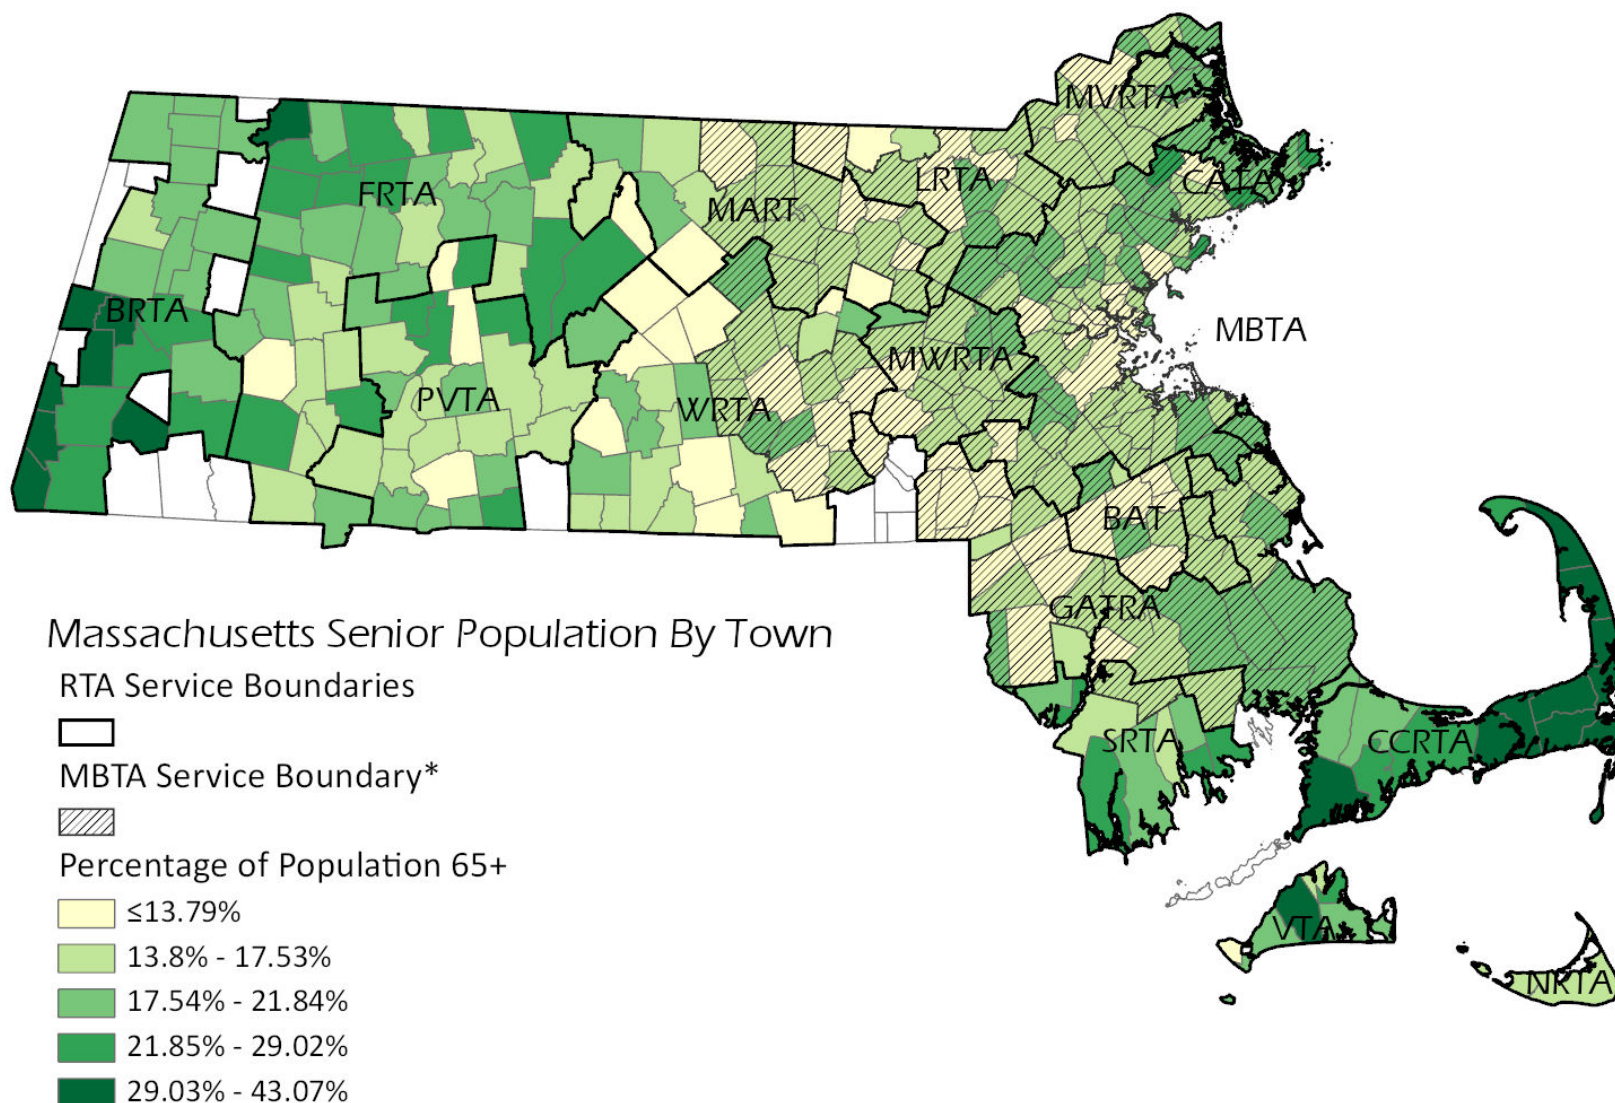 MVRTA
LRTA
CATA
FRTA
MART
BRTA
MBTA
MWRTA
PVTA
WRTA
BAT
GATRA
Massachusetts Senior Population By Town
RTA Service Boundaries
MBTA Service Boundary*
SRTA
CCRTA
Percentage of Population 65+
≤13.79%
VTA
13.8% - 17.53%
NRTA
17.54% - 21.84%
21.85% - 29.02%
29.03% - 43.07%